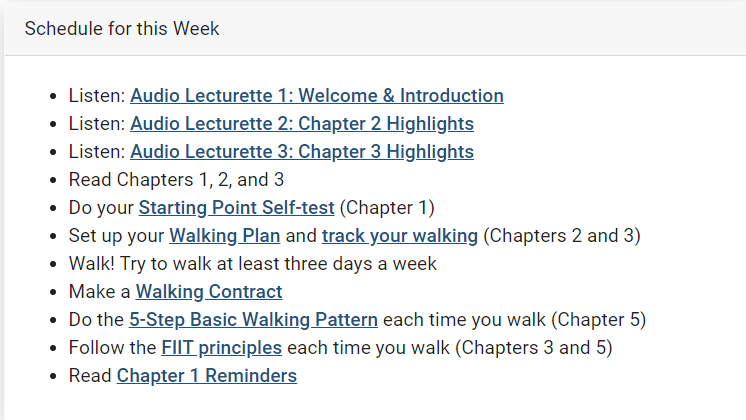 Schedule for this Week
• Listen: Audio Lecturette 1: Welcome & Introduction
• Listen: Audio Lecturette 2: Chapter 2 Highlights
• Listen: Audio Lecturette 3: Chapter 3 Highlights
• Read Chapters 1, 2, and 3
• Do your Starting Point Self-test (Chapter 1)
• Set up your Walking Plan and track your walking (Chapters 2 and 3)
• Walk! Try to walk at least three days a week
• Make a Walking Contract
• Do the 5-Step Basic Walking Pattern each time you walk (Chapter 5)
• Follow the FIIT principles each time you walk (Chapters 3 and 5)
• Read Chapter 1 Reminders